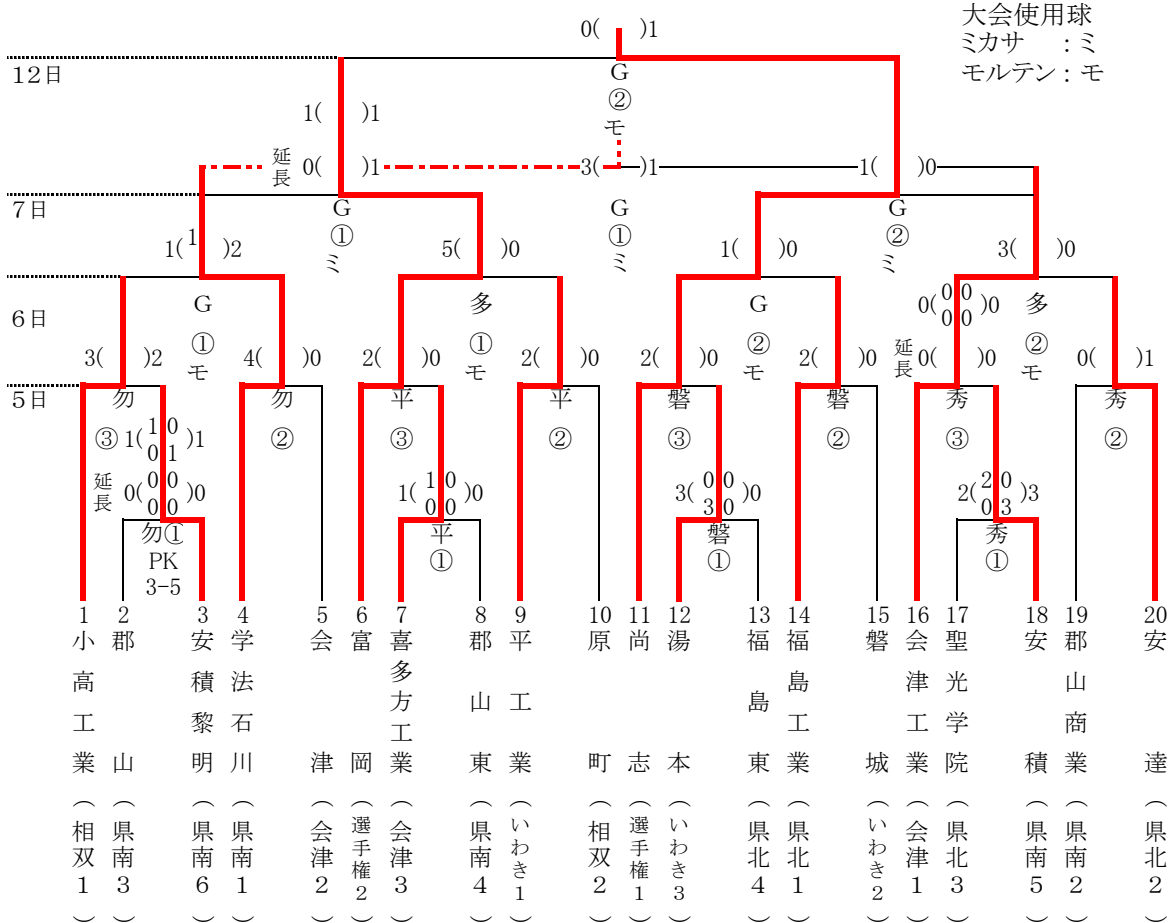 大会使用球
ミカサ ：ミ
モルテン：モ
0( )1
12日
G
②
モ
1( )1
延長 0( )1
3( )1
1( )0
7日
G
①
ミ
G
①
ミ
G
②
ミ
1(1 )2
5( )0
1( )0
3( )0
6日
G
①
モ
多
①
モ
G
②
モ
0(0 0
0 0)0
多
②
モ
3( )2
4( )0
2( )0
2( )0
2( )0
2( )0
延長 0( )0
0( )1
5日
勿
③
勿
②
平
③
平
②
磐
③
磐
②
秀
③
秀
②
1(1 0
0 1)1
延長 0(0 0
0 0)0
1(1 0
0 0)0
3(0 0
3 0)0
2(2 0
0 3)3
勿①
PK
3-5
平
①
磐
①
秀
①
1 小高工業（相双1）
2 郡山（県南3）
3 安積黎明（県南6）
4 学法石川（県南1）
5 会津（会津2）
6 富岡（選手権2）
7 喜多方工業（会津3）
8 郡山東（県南4）
9 平工業（いわき1）
10 原町（相双2）
11 尚志（選手権1）
12 湯本（いわき3）
13 福島東（県北4）
14 福島工業（県北1）
15 磐城（いわき2）
16 会津工業（会津1）
17 聖光学院（県北3）
18 安積（県南5）
19 郡山商業（県南2）
20 安達（県北2）